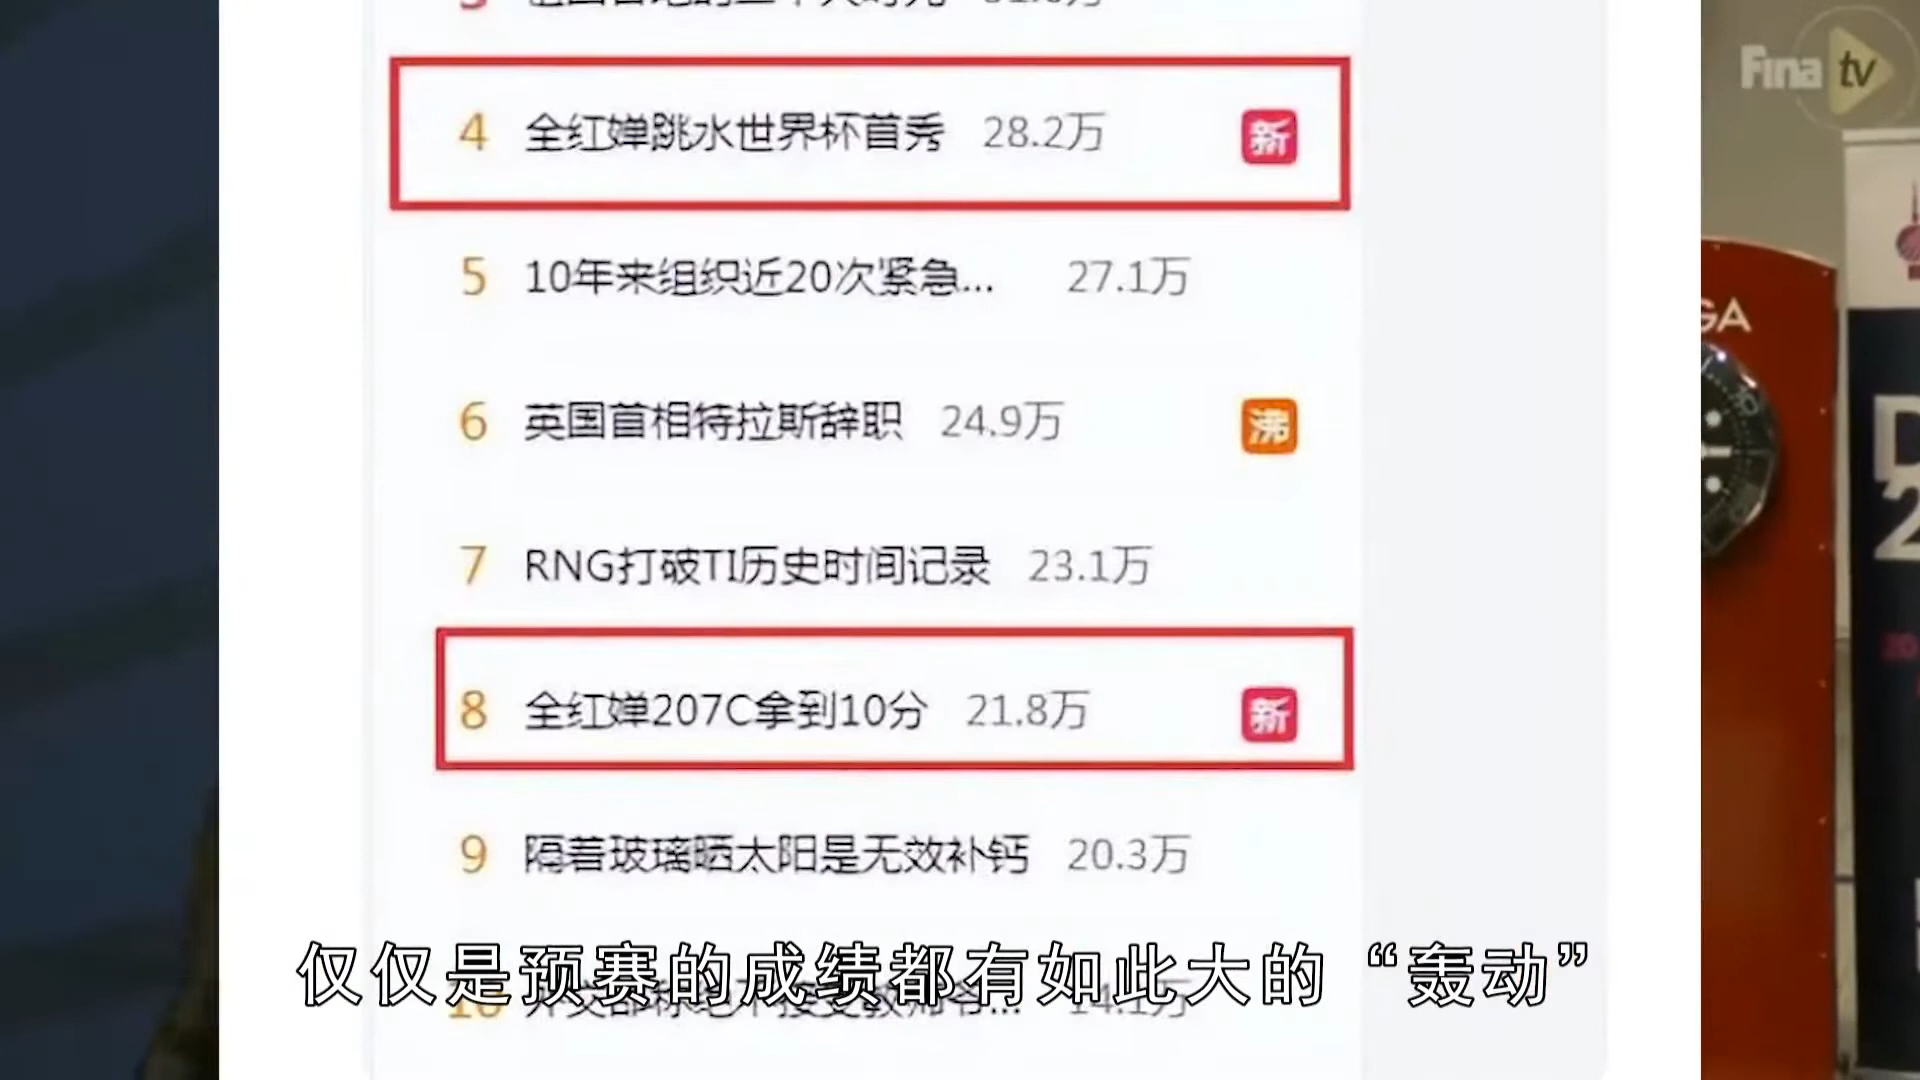 Fina tv
4 全红婵跳水世界杯首秀 28.2万 新
5 10年来组织近20次紧急... 27.1万
GA
6 英国首相特拉斯辞职 24.9万 沸
7 RNG打破TI历史时间记录 23.1万
8 全红婵207C拿到10分 21.8万 新
9 隔着玻璃晒太阳是无效补钙 20.3万
仅仅是预赛的成绩都有如此大的“轰动”
10 14.1万